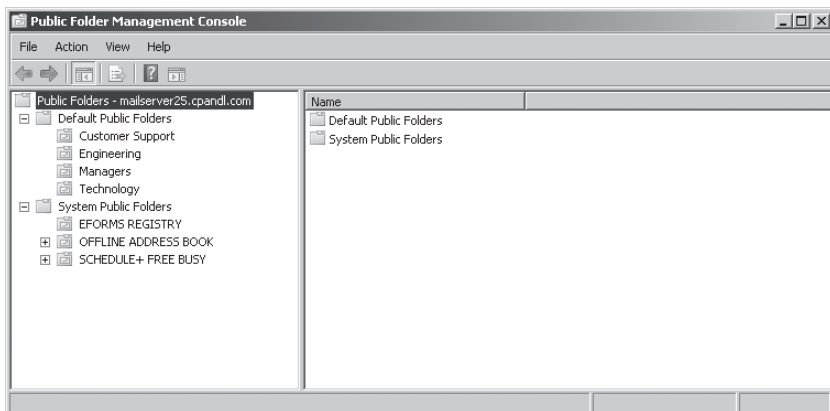 Public Folder Management Console
File Action View Help
Public Folders - mailserver25.cpandl.com
Default Public Folders
Customer Support
Engineering
Managers
Technology
System Public Folders
EFORMS REGISTRY
OFFLINE ADDRESS BOOK
SCHEDULE+ FREE BUSY
Name
Default Public Folders
System Public Folders